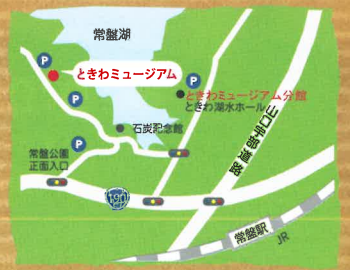 常盤湖
P
P
ときわミュージアム
P
P
ときわミュージアム分館
ときわ湖水ホール
石炭記念館
P
常盤公園
正面入口
山口宇部道路
190
常盤駅
JR